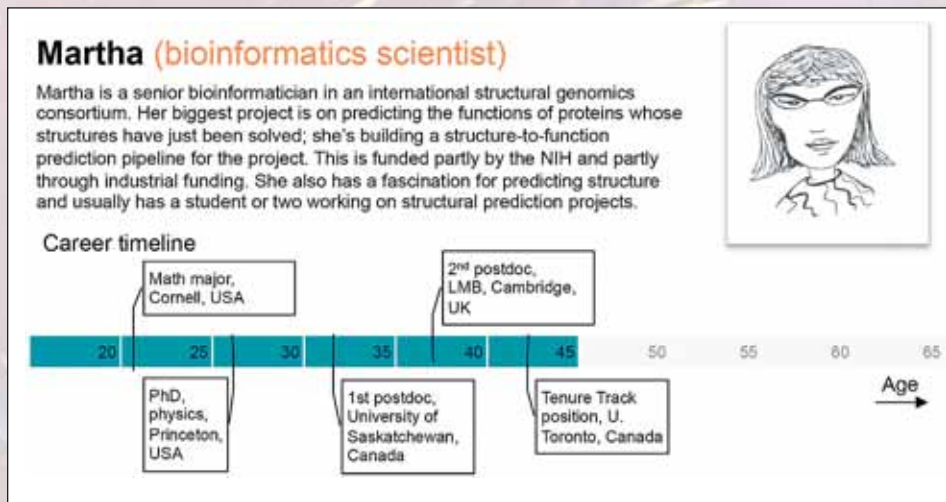 Martha (bioinformatics scientist)
Martha is a senior bioinformatician in an international structural genomics
consortium. Her biggest project is on predicting the functions of proteins whose
structures have just been solved; she's building a structure-to-function
prediction pipeline for the project. This is funded partly by the NIH and partly
through industrial funding. She also has a fascination for predicting structure
and usually has a student or two working on structural prediction projects.
Career timeline
Math major,
Cornell, USA
2nd postdoc,
LMB, Cambridge,
UK
20 25 30 35 40 45 50 55 60 65
Age
PhD,
physics,
Princeton,
USA
1st postdoc,
University of
Saskatchewan,
Canada
Tenure Track
position, U.
Toronto, Canada